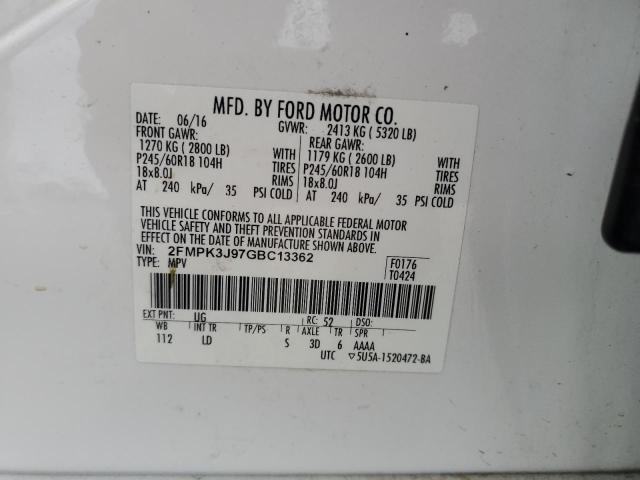 MFD. BY FORD MOTOR CO.
DATE: 06/16 GVWR: 2413 KG ( 5320 LB)
FRONT GAWR: REAR GAWR:
1270 KG ( 2800 LB) WITH 1179 KG ( 2600 LB) WITH
P245/60R18 104H TIRES P245/60R18 104H TIRES
18x8.0J RIMS 18x8.0J RIMS
AT 240 kPa/ 35 PSI COLD AT 240 kPa/ 35 PSI COLD
THIS VEHICLE CONFORMS TO ALL APPLICABLE FEDERAL MOTOR
VEHICLE SAFETY AND THEFT PREVENTION STANDARDS IN
EFFECT ON THE DATE OF MANUFACTURE SHOWN ABOVE.
VIN: 2FMPK3J97GBC13362 F0176
TYPE: MPV T0424
EXT PNT: UG RC: 52 DSO:
WB INT TR TP/PS R AXLE TR SPR
112 LD S 3D 6 AAAA
UTC ▽5U5A-1520472-BA